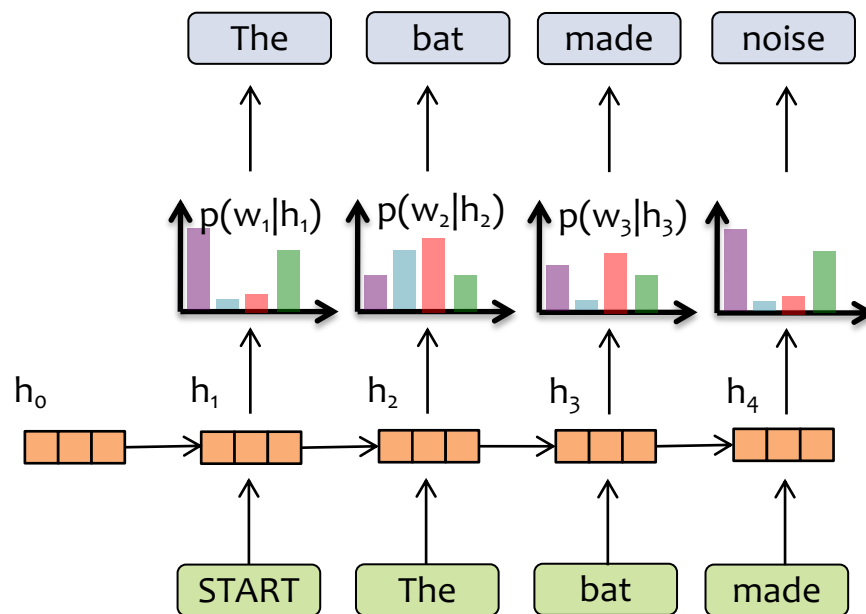 The bat made noise
p(w₁|h₁) p(w₂|h₂) p(w₃|h₃)
h₀ h₁ h₂ h₃ h₄
START The bat made